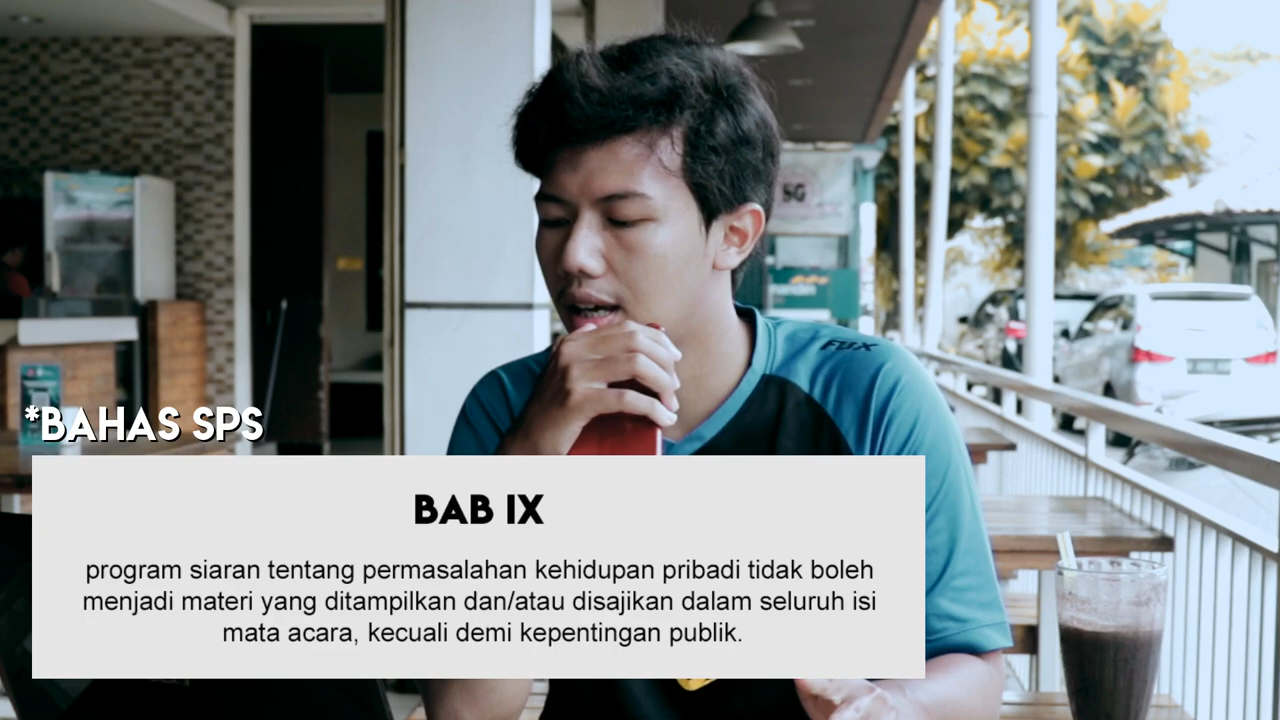 SG
FOX
*BAHAS SPS
BAB IX
program siaran tentang permasalahan kehidupan pribadi tidak boleh
menjadi materi yang ditampilkan dan/atau disajikan dalam seluruh isi
mata acara, kecuali demi kepentingan publik.